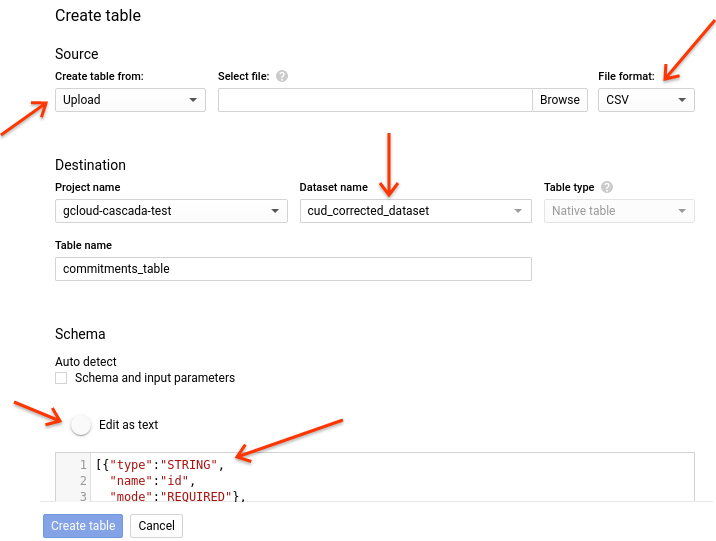 Create table
Source
Create table from: Select file: ? File format:
Upload Browse CSV
Destination
Project name Dataset name Table type ?
gcloud-cascada-test cud_corrected_dataset Native table
Table name
commitments_table
Schema
Auto detect
Schema and input parameters
Edit as text
1 [{"type":"STRING",
2 "name":"id",
3 "mode":"REQUIRED"},
Create table Cancel